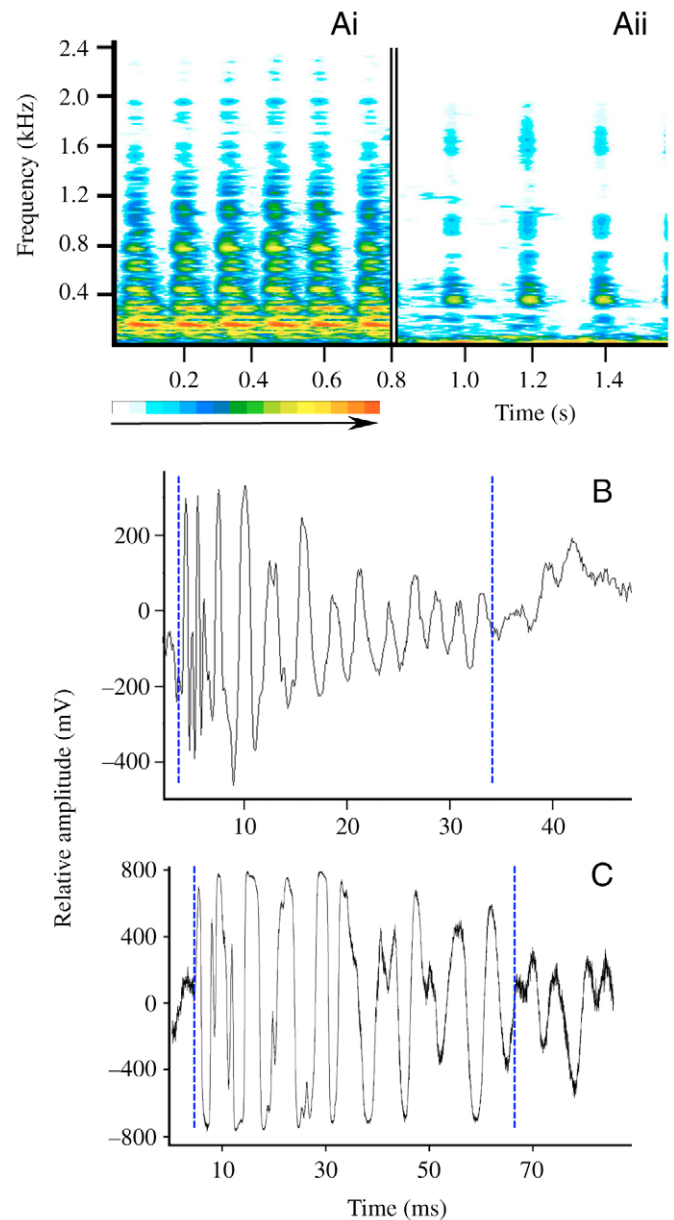 Ai Aii
2.4
2.0
1.6
1.2
0.8
0.4
Frequency (kHz)
0.2 0.4 0.6 0.8 1.0 1.2 1.4
Time (s)
B
200
0
–200
–400
10 20 30 40
Relative amplitude (mV)
C
800
400
0
–400
–800
10 30 50 70
Time (ms)